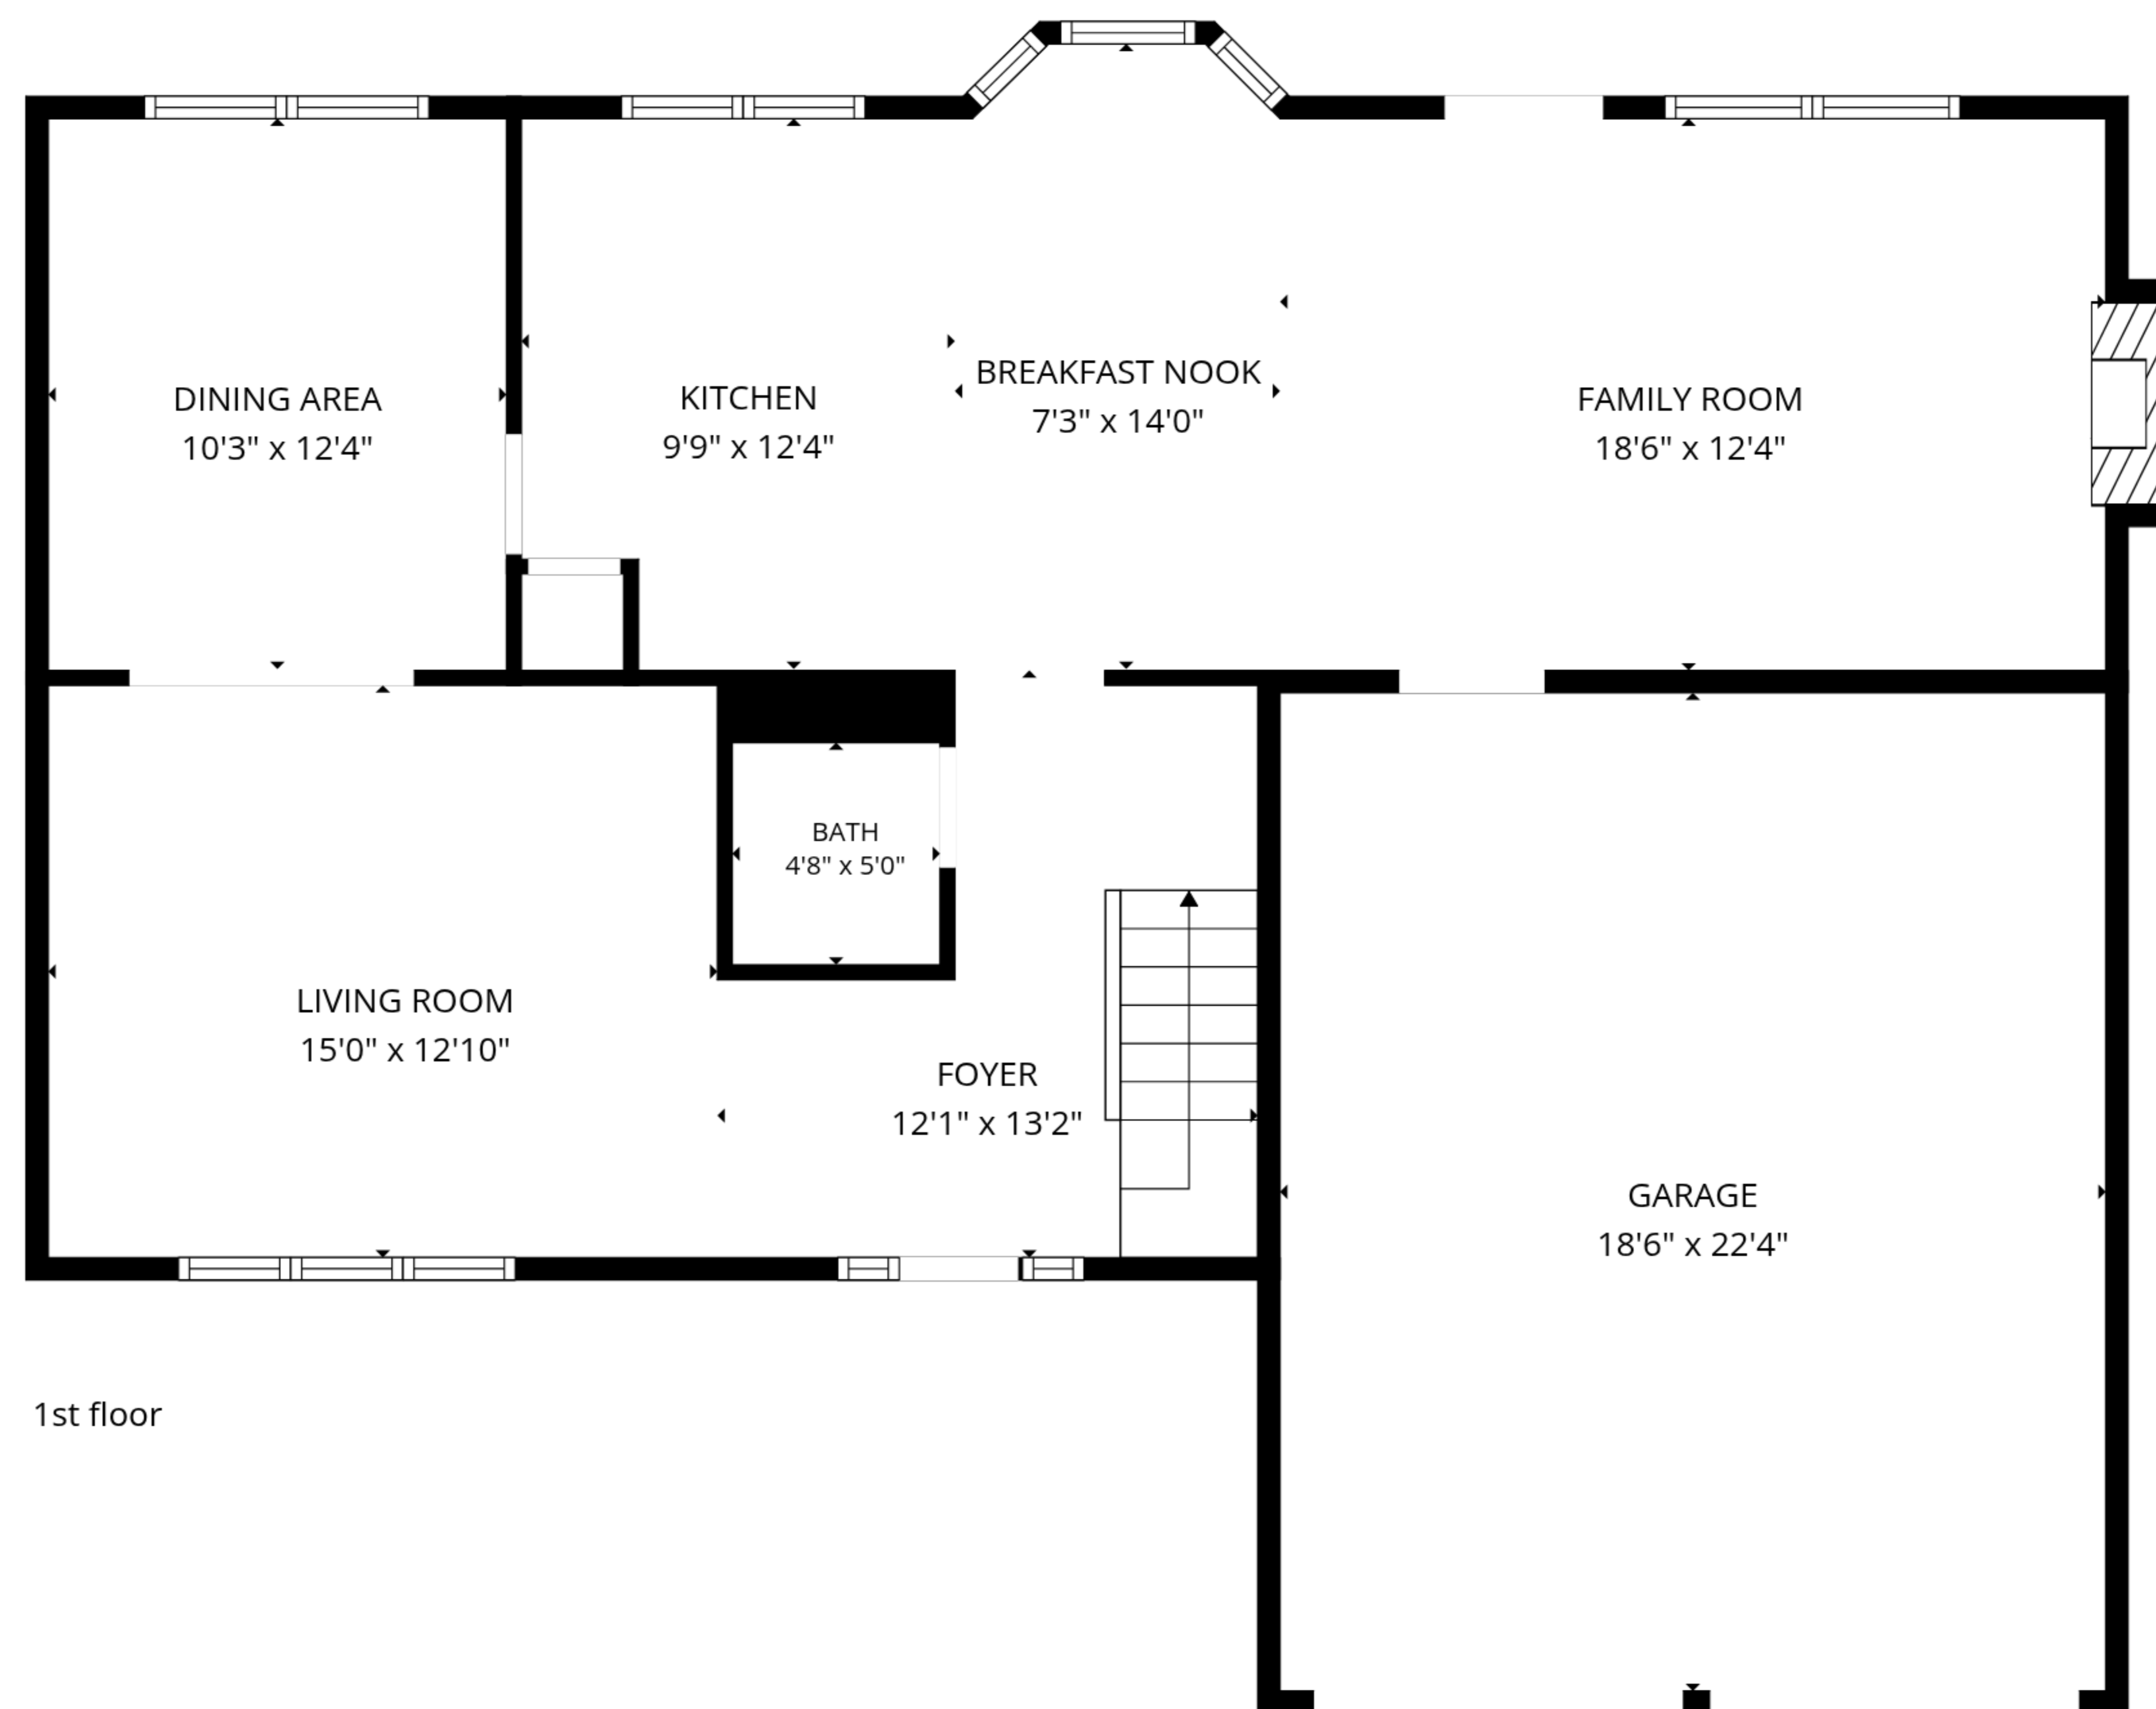 BREAKFAST NOOK
7'3" x 14'0"
DINING AREA
10'3" x 12'4"
KITCHEN
9'9" x 12'4"
FAMILY ROOM
18'6" x 12'4"
BATH
4'8" x 5'0"
LIVING ROOM
15'0" x 12'10"
FOYER
12'1" x 13'2"
GARAGE
18'6" x 22'4"
1st floor